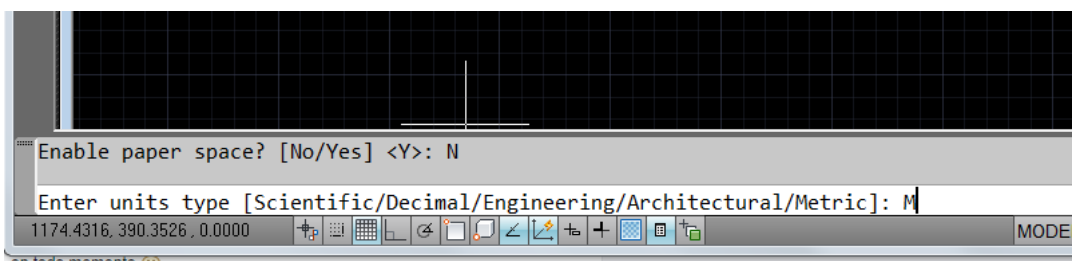 Enable paper space? [No/Yes] <Y>: N
Enter units type [Scientific/Decimal/Engineering/Architectural/Metric]: M
1174.4316, 390.3526 , 0.0000 MODE